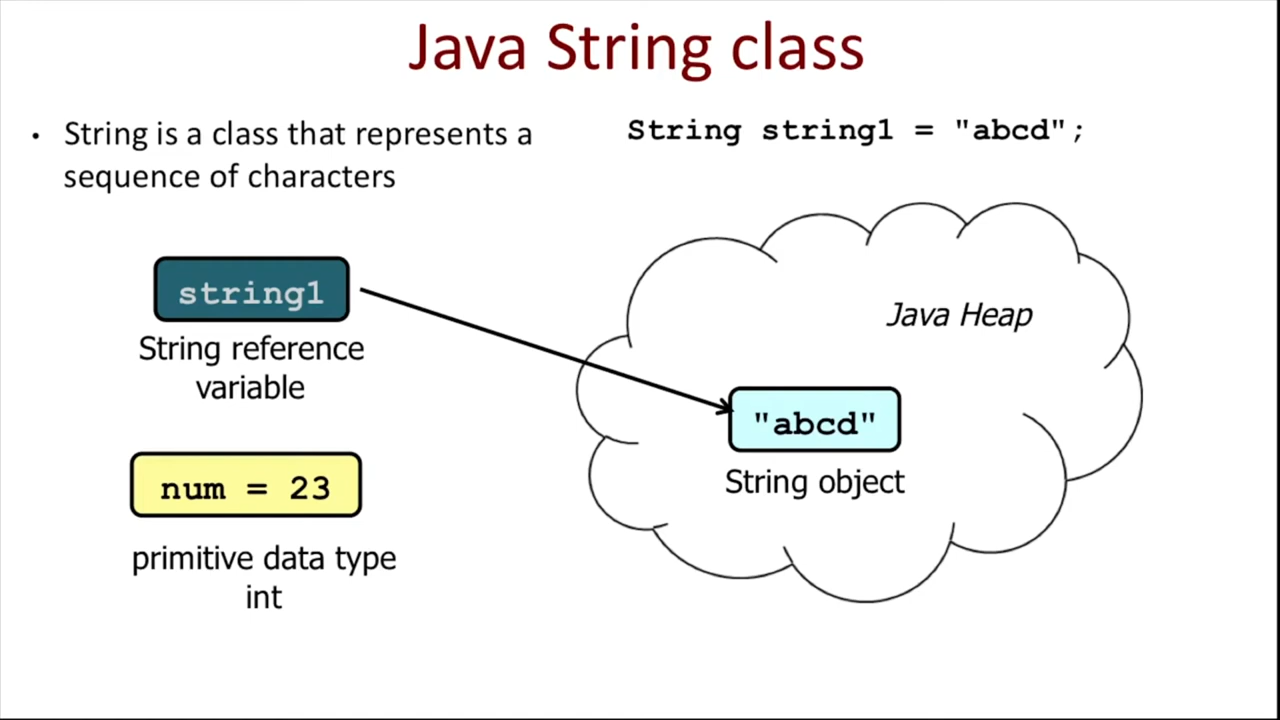 Java String class
• String is a class that represents a
sequence of characters
String string1 = "abcd";
string1
String reference
variable
num = 23
primitive data type
int
Java Heap
"abcd"
String object